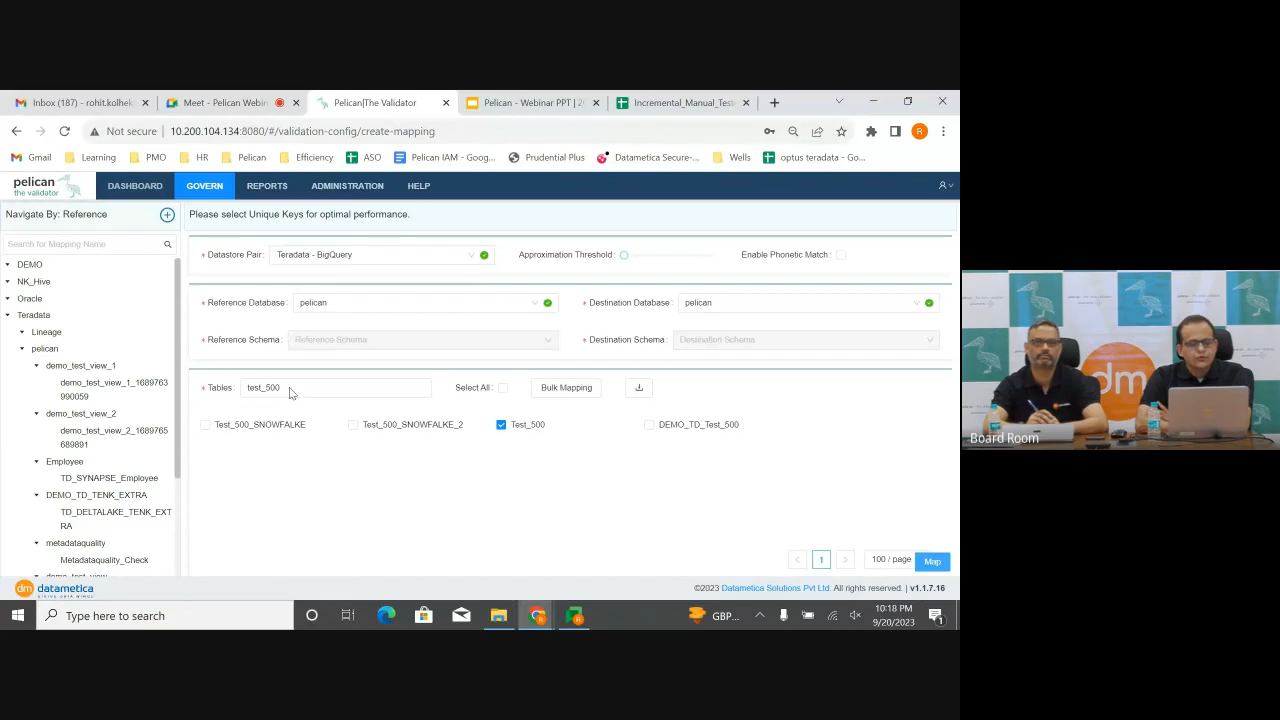 Inbox (187) - rohit.kolhek
Meet - Pelican Webin
Pelican|The Validator
Pelican - Webinar PPT | 20
Incremental_Manual_Test
Not secure
10.200.104.134:8080/#/validation-config/create-mapping
R
Gmail
Learning
PMO
HR
Pelican
Efficiency
ASO
Pelican IAM - Goog...
Prudential Plus
Datametica Secure-...
Wells
optus teradata - Go...
pelican
the validator
DASHBOARD
GOVERN
REPORTS
ADMINISTRATION
HELP
Navigate By: Reference
Please select Unique Keys for optimal performance.
Search for Mapping Name
* Datastore Pair:
Teradata - BigQuery
Approximation Threshold:
Enable Phonetic Match:
DEMO
NK_Hive
Oracle
Teradata
Lineage
pelican
demo_test_view_1
demo_test_view_1_1689763
990059
demo_test_view_2
demo_test_view_2_1689765
689891
Employee
TD_SYNAPSE_Employee
DEMO_TD_TENK_EXTRA
TD_DELTALAKE_TENK_EXT
RA
metadataquality
Metadataquality_Check
demo_test_view
* Reference Database:
pelican
* Destination Database:
pelican
* Reference Schema:
Reference Schema
* Destination Schema:
Destination Schema
* Tables:
test_500
Select All:
Bulk Mapping
Test_500_SNOWFALKE
Test_500_SNOWFALKE_2
Test_500
DEMO_TD_Test_500
1
100 / page
Map
dm datametica
©2023 Datametica Solutions Pvt Ltd. All rights reserved. | v1.1.7.16
Type here to search
GBP...
10:18 PM
9/20/2023
1
dm
Board Room